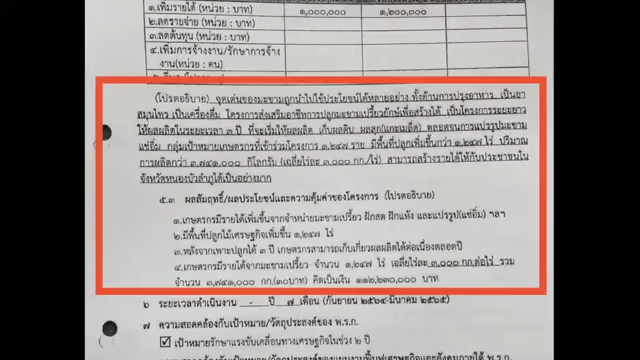 ๑.เพิ่มรายได้ (หน่วย : บาท) ๑,๐๐๐,๐๐๐ ๑,๒๐๐,๐๐๐
๒.ลดรายจ่าย (หน่วย : บาท)
๓.ลดต้นทุน (หน่วย : บาท)
๔.เพิ่มการจ้างงาน/รักษาการจ้าง
งาน(หน่วย : คน)
(โปรดอธิบาย) จุดเด่นของมะขามถูกนำไปใช้ประโยชน์ได้หลายอย่าง ทั้งด้านการปรุงอาหาร เป็นยา
สมุนไพร เป็นเครื่องดื่ม โครงการส่งเสริมอาชีพการปลูกมะขามเปรี้ยวยักษ์เพื่อสร้างได้ เป็นโครงการระยะยาว
ให้ผลผลิตในระยะเวลา ๓ ปี ที่จะเริ่มให้ผลผลิต เก็บผลดิบ ผลสุก(แกะเมล็ด) ตลอดจนการแปรรูปมะขาม
แช่อิ่ม กลุ่มเป้าหมายเกษตรกรที่เข้าร่วมโครงการ ๑,๒๔๗ ราย มีพื้นที่ปลูกเพิ่มขึ้นกว่า ๑,๒๔๗ ไร่ ปริมาณ
การผลิตกว่า ๓,๗๔๑,๐๐๐ กิโลกรัม (เฉลี่ยไร่ละ ๓,๐๐๐ กก./ไร่) สามารถสร้างรายได้ให้กับประชาชนใน
จังหวัดหนองบัวลำภูได้เป็นอย่างมาก
๕.๓ ผลสัมฤทธิ์/ผลประโยชน์และความคุ้มค่าของโครงการ (โปรดอธิบาย)
๑.เกษตรกรมีรายได้เพิ่มขึ้นจากจำหน่ายมะขามเปรี้ยว ฝักสด ฝักแห้ง และแปรรูป(แช่อิ่ม) ฯลฯ
๒.มีพื้นที่ปลูกไม้เศรษฐกิจเพิ่มขึ้น ๑,๒๔๗ ไร่
๓.หลังจากเพาะปลูกได้ ๓ ปี เกษตรกรสามารถเก็บเกี่ยวผลผลิตได้ต่อเนื่องตลอดปี
๔.เกษตรกรมีรายได้จากมะขามเปรี้ยว จำนวน ๑,๒๔๗ ไร่ เฉลี่ยไร่ละ ๓,๐๐๐ กก.ต่อไร่ รวม
จำนวน ๓,๗๔๑,๐๐๐ กก.(๓๐บาท) คิดเป็นเงิน ๑๑๒,๒๓๐,๐๐๐ บาท
๖ ระยะเวลาดำเนินงาน - ปี ๗ เดือน (กันยายน ๒๕๖๔-มีนาคม ๒๕๖๕)
๗ ความสอดคล้องกับเป้าหมาย/วัตถุประสงค์ของ พ.ร.ก.
☑ เป้าหมายรักษาแรงขับเคลื่อนทางเศรษฐกิจในช่วง ๒ ปี